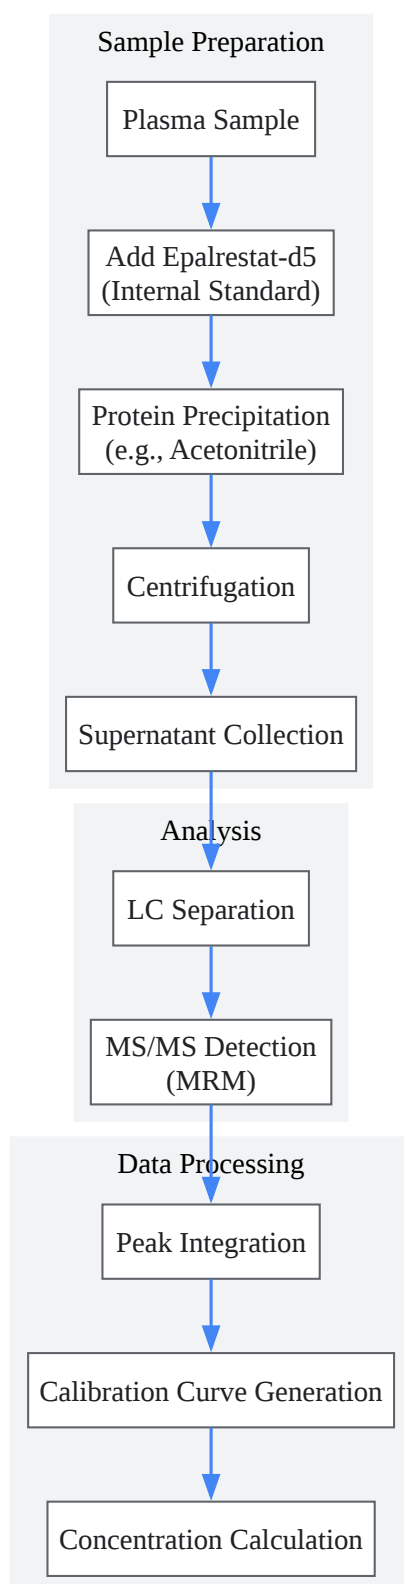 Sample Preparation
Plasma Sample
Add Epalrestat-d5
(Internal Standard)
Protein Precipitation
(e.g., Acetonitrile)
Centrifugation
Supernatant Collection
Analysis
LC Separation
MS/MS Detection
(MRM)
Data Processing
Peak Integration
Calibration Curve Generation
Concentration Calculation